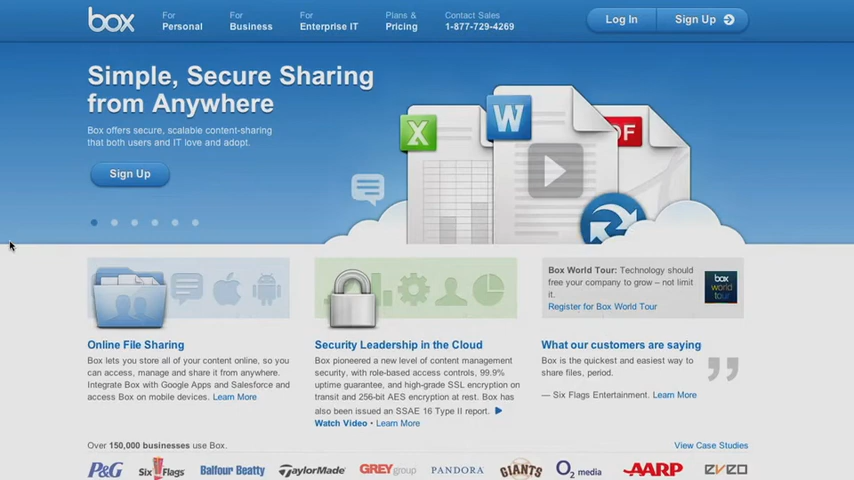 box
For
Personal
For
Business
For
Enterprise IT
Plans &
Pricing
Contact Sales
1-877-729-4269
Log In
Sign Up
Simple, Secure Sharing
from Anywhere
Box offers secure, scalable content-sharing
that both users and IT love and adopt.
Sign Up
X
W
DF
Box World Tour: Technology should
free your company to grow – not limit
it.
Register for Box World Tour
box
world
tour
Online File Sharing
Box lets you store all of your content online, so you
can access, manage and share it from anywhere.
Integrate Box with Google Apps and Salesforce and
access Box on mobile devices. Learn More
Security Leadership in the Cloud
Box pioneered a new level of content management
security, with role-based access controls, 99.9%
uptime guarantee, and high-grade SSL encryption on
transit and 256-bit AES encryption at rest. Box has
also been issued an SSAE 16 Type II report.
Watch Video • Learn More
What our customers are saying
Box is the quickest and easiest way to
share files, period.
— Six Flags Entertainment. Learn More
Over 150,000 businesses use Box.
View Case Studies
P&G
Six Flags
Balfour Beatty
TaylorMade
GREY group
PANDORA
GIANTS
O2 media
AARP
eveo